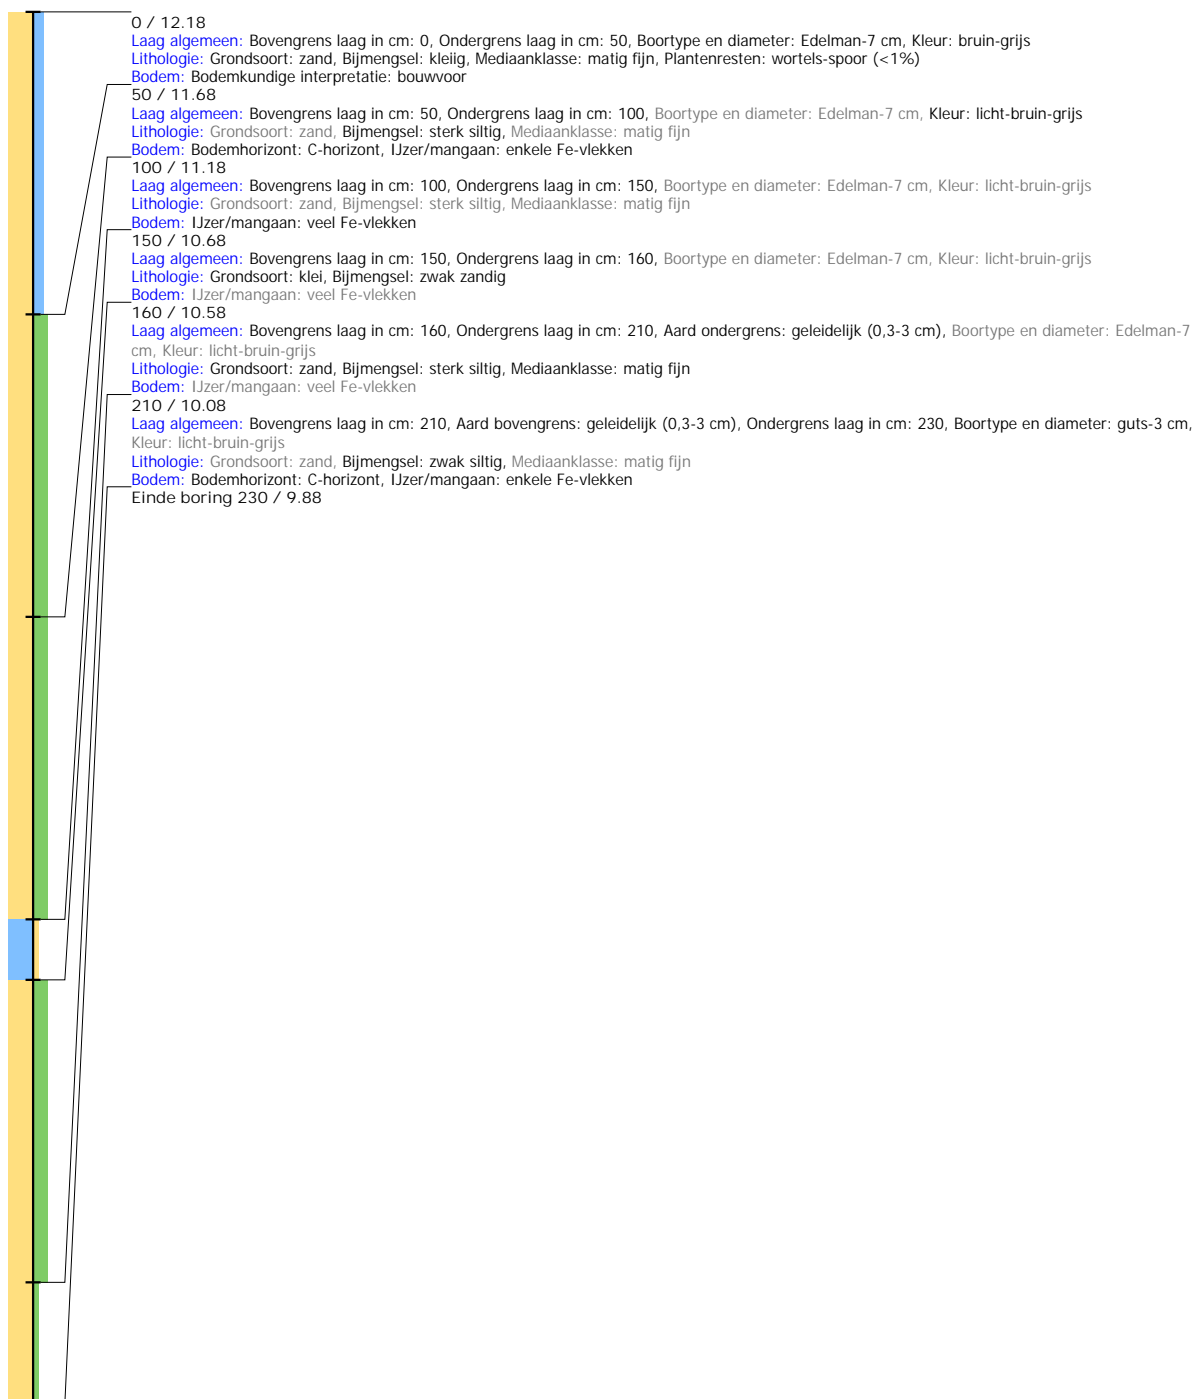 0 / 12.18
Laag algemeen: Bovengrens laag in cm: 0, Ondergrens laag in cm: 50, Boortype en diameter: Edelman-7 cm, Kleur: bruin-grijs
Lithologie: Grondsoort: zand, Bijmengsel: kleiig, Mediaanklasse: matig fijn, Plantenresten: wortels-spoor (<1%)
Bodem: Bodemkundige interpretatie: bouwvoor
50 / 11.68
Laag algemeen: Bovengrens laag in cm: 50, Ondergrens laag in cm: 100, Boortype en diameter: Edelman-7 cm, Kleur: licht-bruin-grijs
Lithologie: Grondsoort: zand, Bijmengsel: sterk siltig, Mediaanklasse: matig fijn
Bodem: Bodemhorizont: C-horizont, IJzer/mangaan: enkele Fe-vlekken
100 / 11.18
Laag algemeen: Bovengrens laag in cm: 100, Ondergrens laag in cm: 150, Boortype en diameter: Edelman-7 cm, Kleur: licht-bruin-grijs
Lithologie: Grondsoort: zand, Bijmengsel: sterk siltig, Mediaanklasse: matig fijn
Bodem: IJzer/mangaan: veel Fe-vlekken
150 / 10.68
Laag algemeen: Bovengrens laag in cm: 150, Ondergrens laag in cm: 160, Boortype en diameter: Edelman-7 cm, Kleur: licht-bruin-grijs
Lithologie: Grondsoort: klei, Bijmengsel: zwak zandig
Bodem: IJzer/mangaan: veel Fe-vlekken
160 / 10.58
Laag algemeen: Bovengrens laag in cm: 160, Ondergrens laag in cm: 210, Aard ondergrens: geleidelijk (0,3-3 cm), Boortype en diameter: Edelman-7
cm, Kleur: licht-bruin-grijs
Lithologie: Grondsoort: zand, Bijmengsel: sterk siltig, Mediaanklasse: matig fijn
Bodem: IJzer/mangaan: veel Fe-vlekken
210 / 10.08
Laag algemeen: Bovengrens laag in cm: 210, Aard bovengrens: geleidelijk (0,3-3 cm), Ondergrens laag in cm: 230, Boortype en diameter: guts-3 cm,
Kleur: licht-bruin-grijs
Lithologie: Grondsoort: zand, Bijmengsel: zwak siltig, Mediaanklasse: matig fijn
Bodem: Bodemhorizont: C-horizont, IJzer/mangaan: enkele Fe-vlekken
Einde boring 230 / 9.88